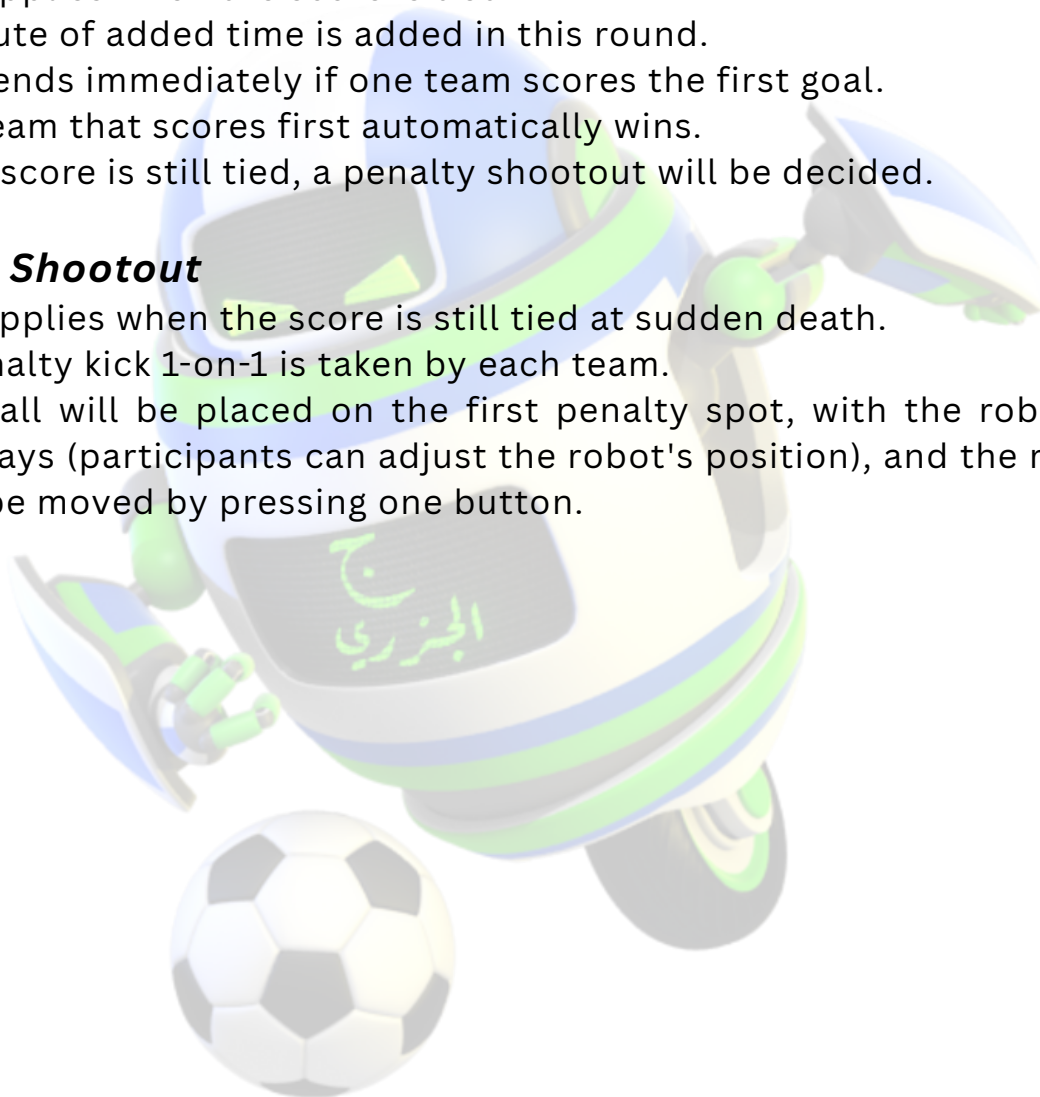 ute of added time is added in this round.
ends immediately if one team scores the first goal.
eam that scores first automatically wins.
score is still tied, a penalty shootout will be decided.
Shootout
pplies when the score is still tied at sudden death.
nalty kick 1-on-1 is taken by each team.
all will be placed on the first penalty spot, with the rob
ays (participants can adjust the robot's position), and the r
be moved by pressing one button.
ج
الجزري